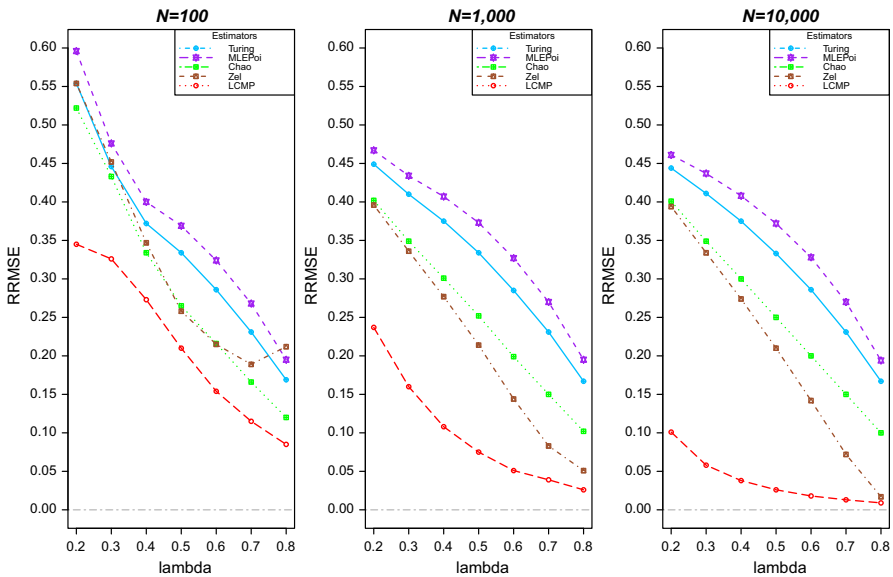 N=100
N=1,000
N=10,000
Estimators
Turing
MLEPoi
Chao
Zel
LCMP
Estimators
Turing
MLEPoi
Chao
Zel
LCMP
Estimators
Turing
MLEPoi
Chao
Zel
LCMP
RRMSE
0.60
0.55
0.50
0.45
0.40
0.35
0.30
0.25
0.20
0.15
0.10
0.05
0.00
RRMSE
0.60
0.55
0.50
0.45
0.40
0.35
0.30
0.25
0.20
0.15
0.10
0.05
0.00
RRMSE
0.60
0.55
0.50
0.45
0.40
0.35
0.30
0.25
0.20
0.15
0.10
0.05
0.00
0.2 0.3 0.4 0.5 0.6 0.7 0.8
0.2 0.3 0.4 0.5 0.6 0.7 0.8
0.2 0.3 0.4 0.5 0.6 0.7 0.8
lambda
lambda
lambda